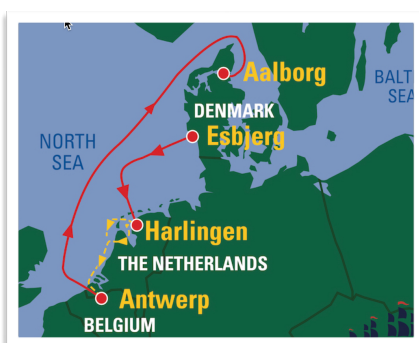 Aalborg
BALT
SEA
DENMARK
Esbjerg
NORTH
SEA
Harlingen
THE NETHERLANDS
Antwerp
BELGIUM